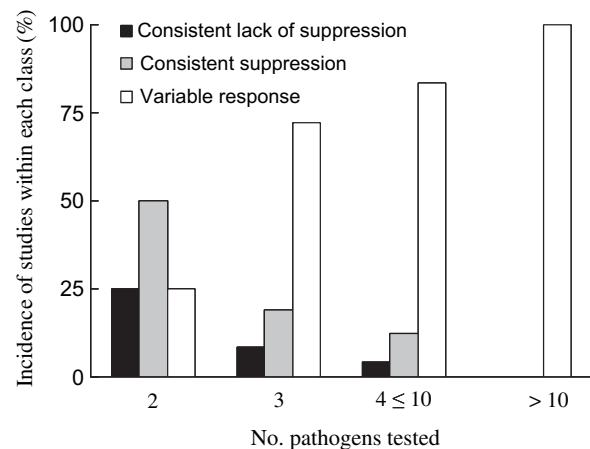 Incidence of studies within each class (%)
100
75
50
25
0
Consistent lack of suppression
Consistent suppression
Variable response
2
3
4 ≤ 10
> 10
No. pathogens tested